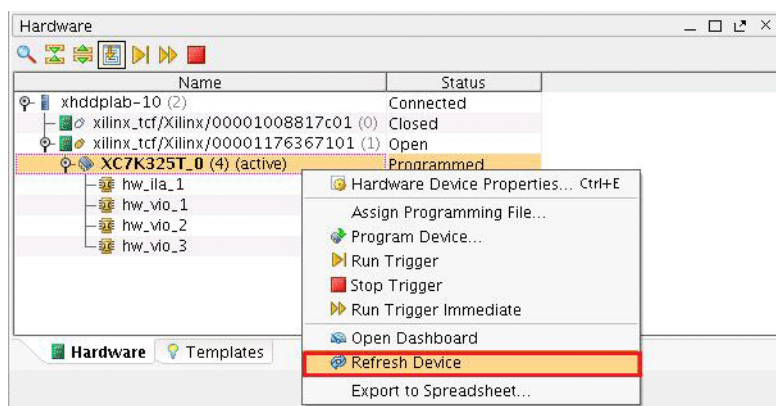 Hardware
Name Status
xhddplab-10 (2) Connected
xilinx_tcf/Xilinx/00001008817c01 (0) Closed
xilinx_tcf/Xilinx/00001176367101 (1) Open
XC7K325T_0 (4) (active) Programmed
hw_ila_1
hw_vio_1
hw_vio_2
hw_vio_3
Hardware Device Properties... Ctrl+E
Assign Programming File...
Program Device...
Run Trigger
Stop Trigger
Run Trigger Immediate
Open Dashboard
Refresh Device
Export to Spreadsheet...
Hardware Templates